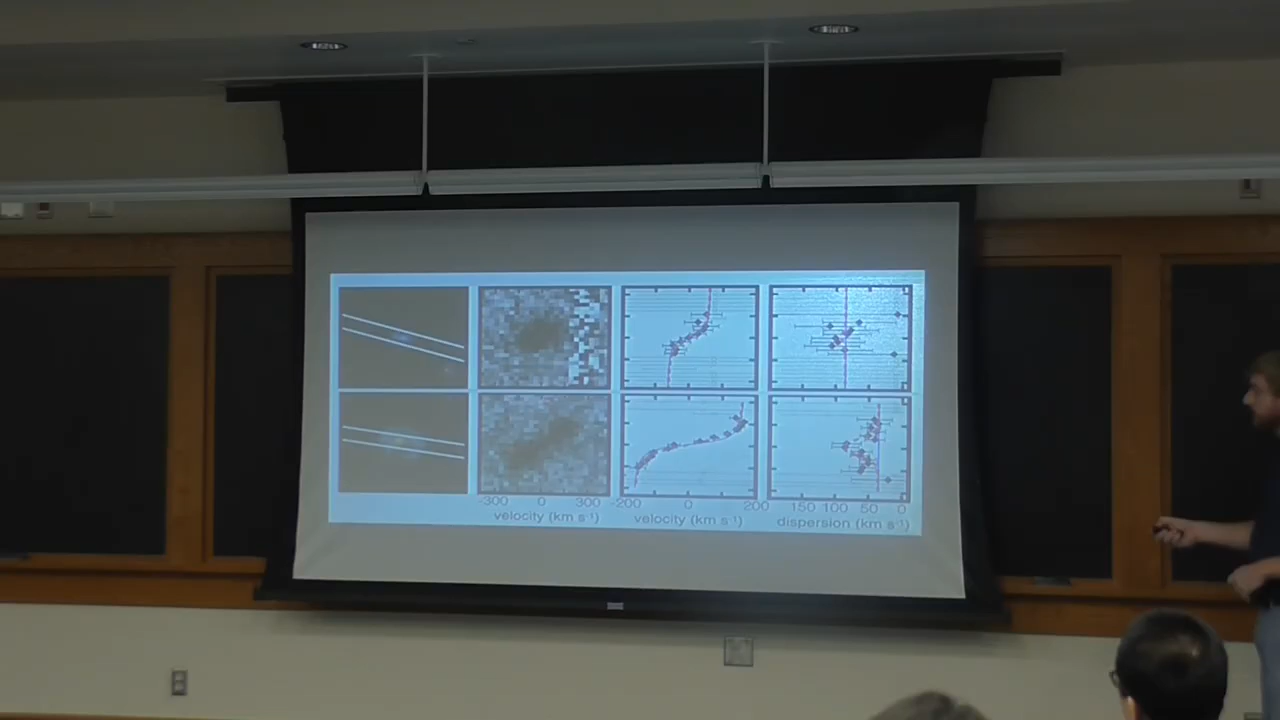 -300 0 300 -200 0 200 150 100 50 0
velocity (km s⁻¹) velocity (km s⁻¹) dispersion (km s⁻¹)